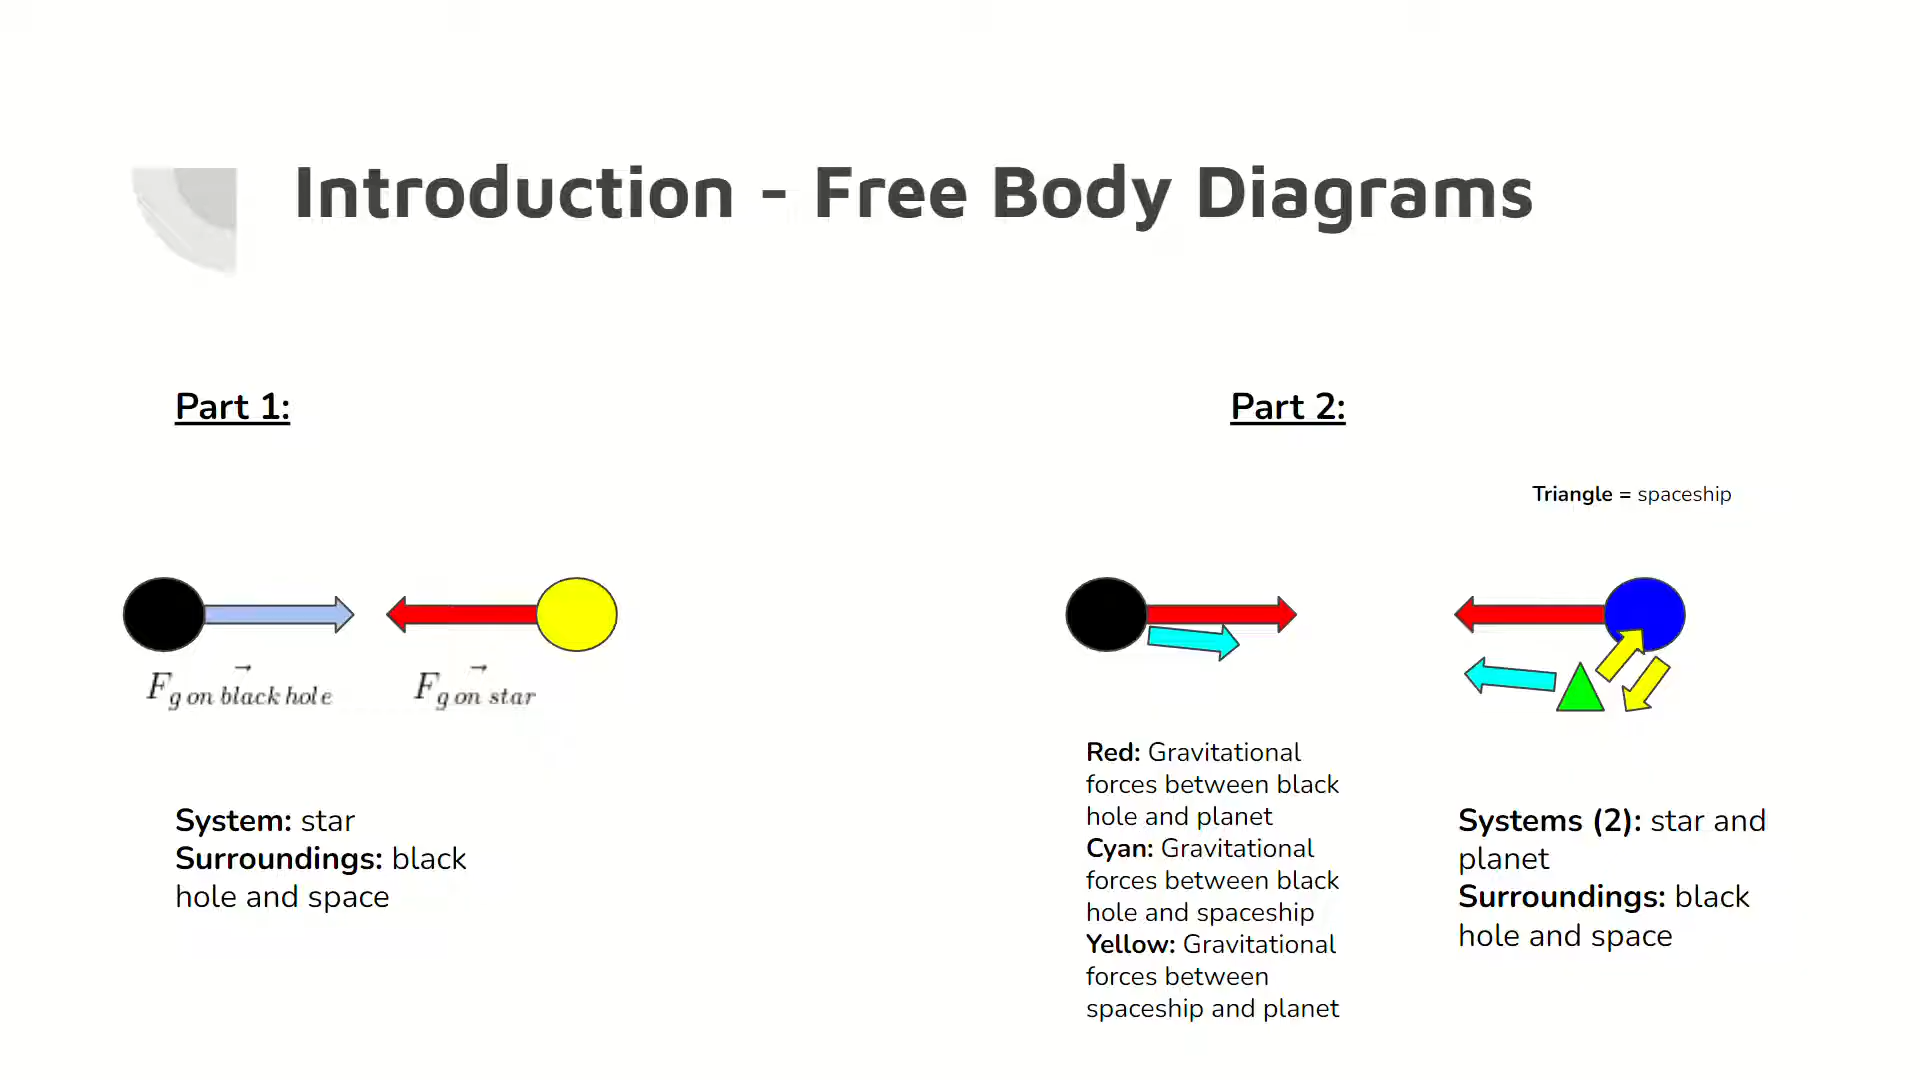 Introduction - Free Body Diagrams
Part 1:
F⃗ g on black hole
F⃗ g on star
System: star
Surroundings: black
hole and space
Part 2:
Triangle = spaceship
Red: Gravitational
forces between black
hole and planet
Cyan: Gravitational
forces between black
hole and spaceship
Yellow: Gravitational
forces between
spaceship and planet
Systems (2): star and
planet
Surroundings: black
hole and space